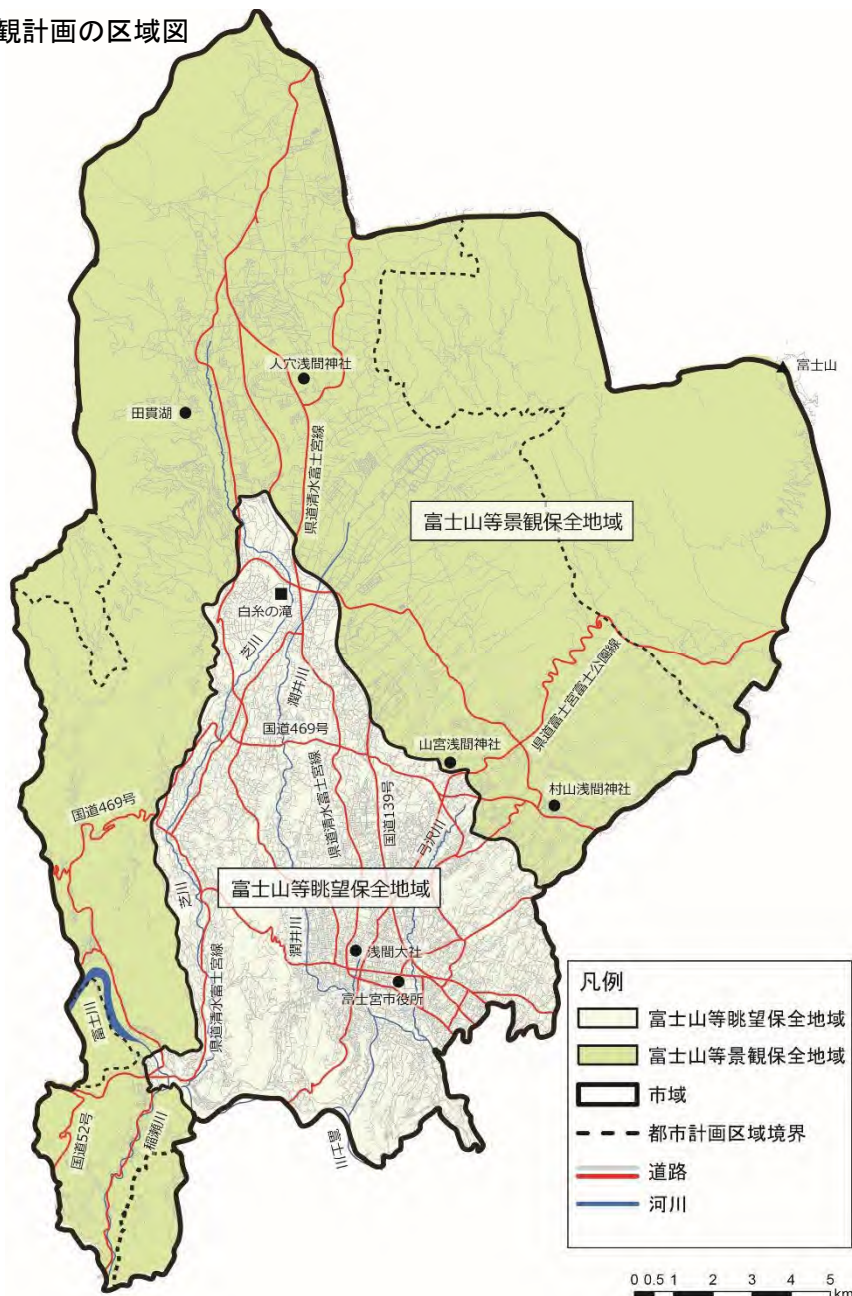 観計画の区域図
富士山
人穴浅間神社
田貫湖
県道清水富士宮線
富士山等景観保全地域
白糸の滝
芝川
潤井川
県道富士宮富士公園線
国道469号
山宮浅間神社
村山浅間神社
国道469号
県道清水富士宮線
国道139号
弓沢川
富士山等眺望保全地域
芝川
潤井川
浅間大社
富士宮市役所
県道清水富士宮線
富士川
国道52号
稲瀬川
凡例
富士山等眺望保全地域
富士山等景観保全地域
市域
都市計画区域境界
道路
河川
0 0.5 1 2 3 4 5
km